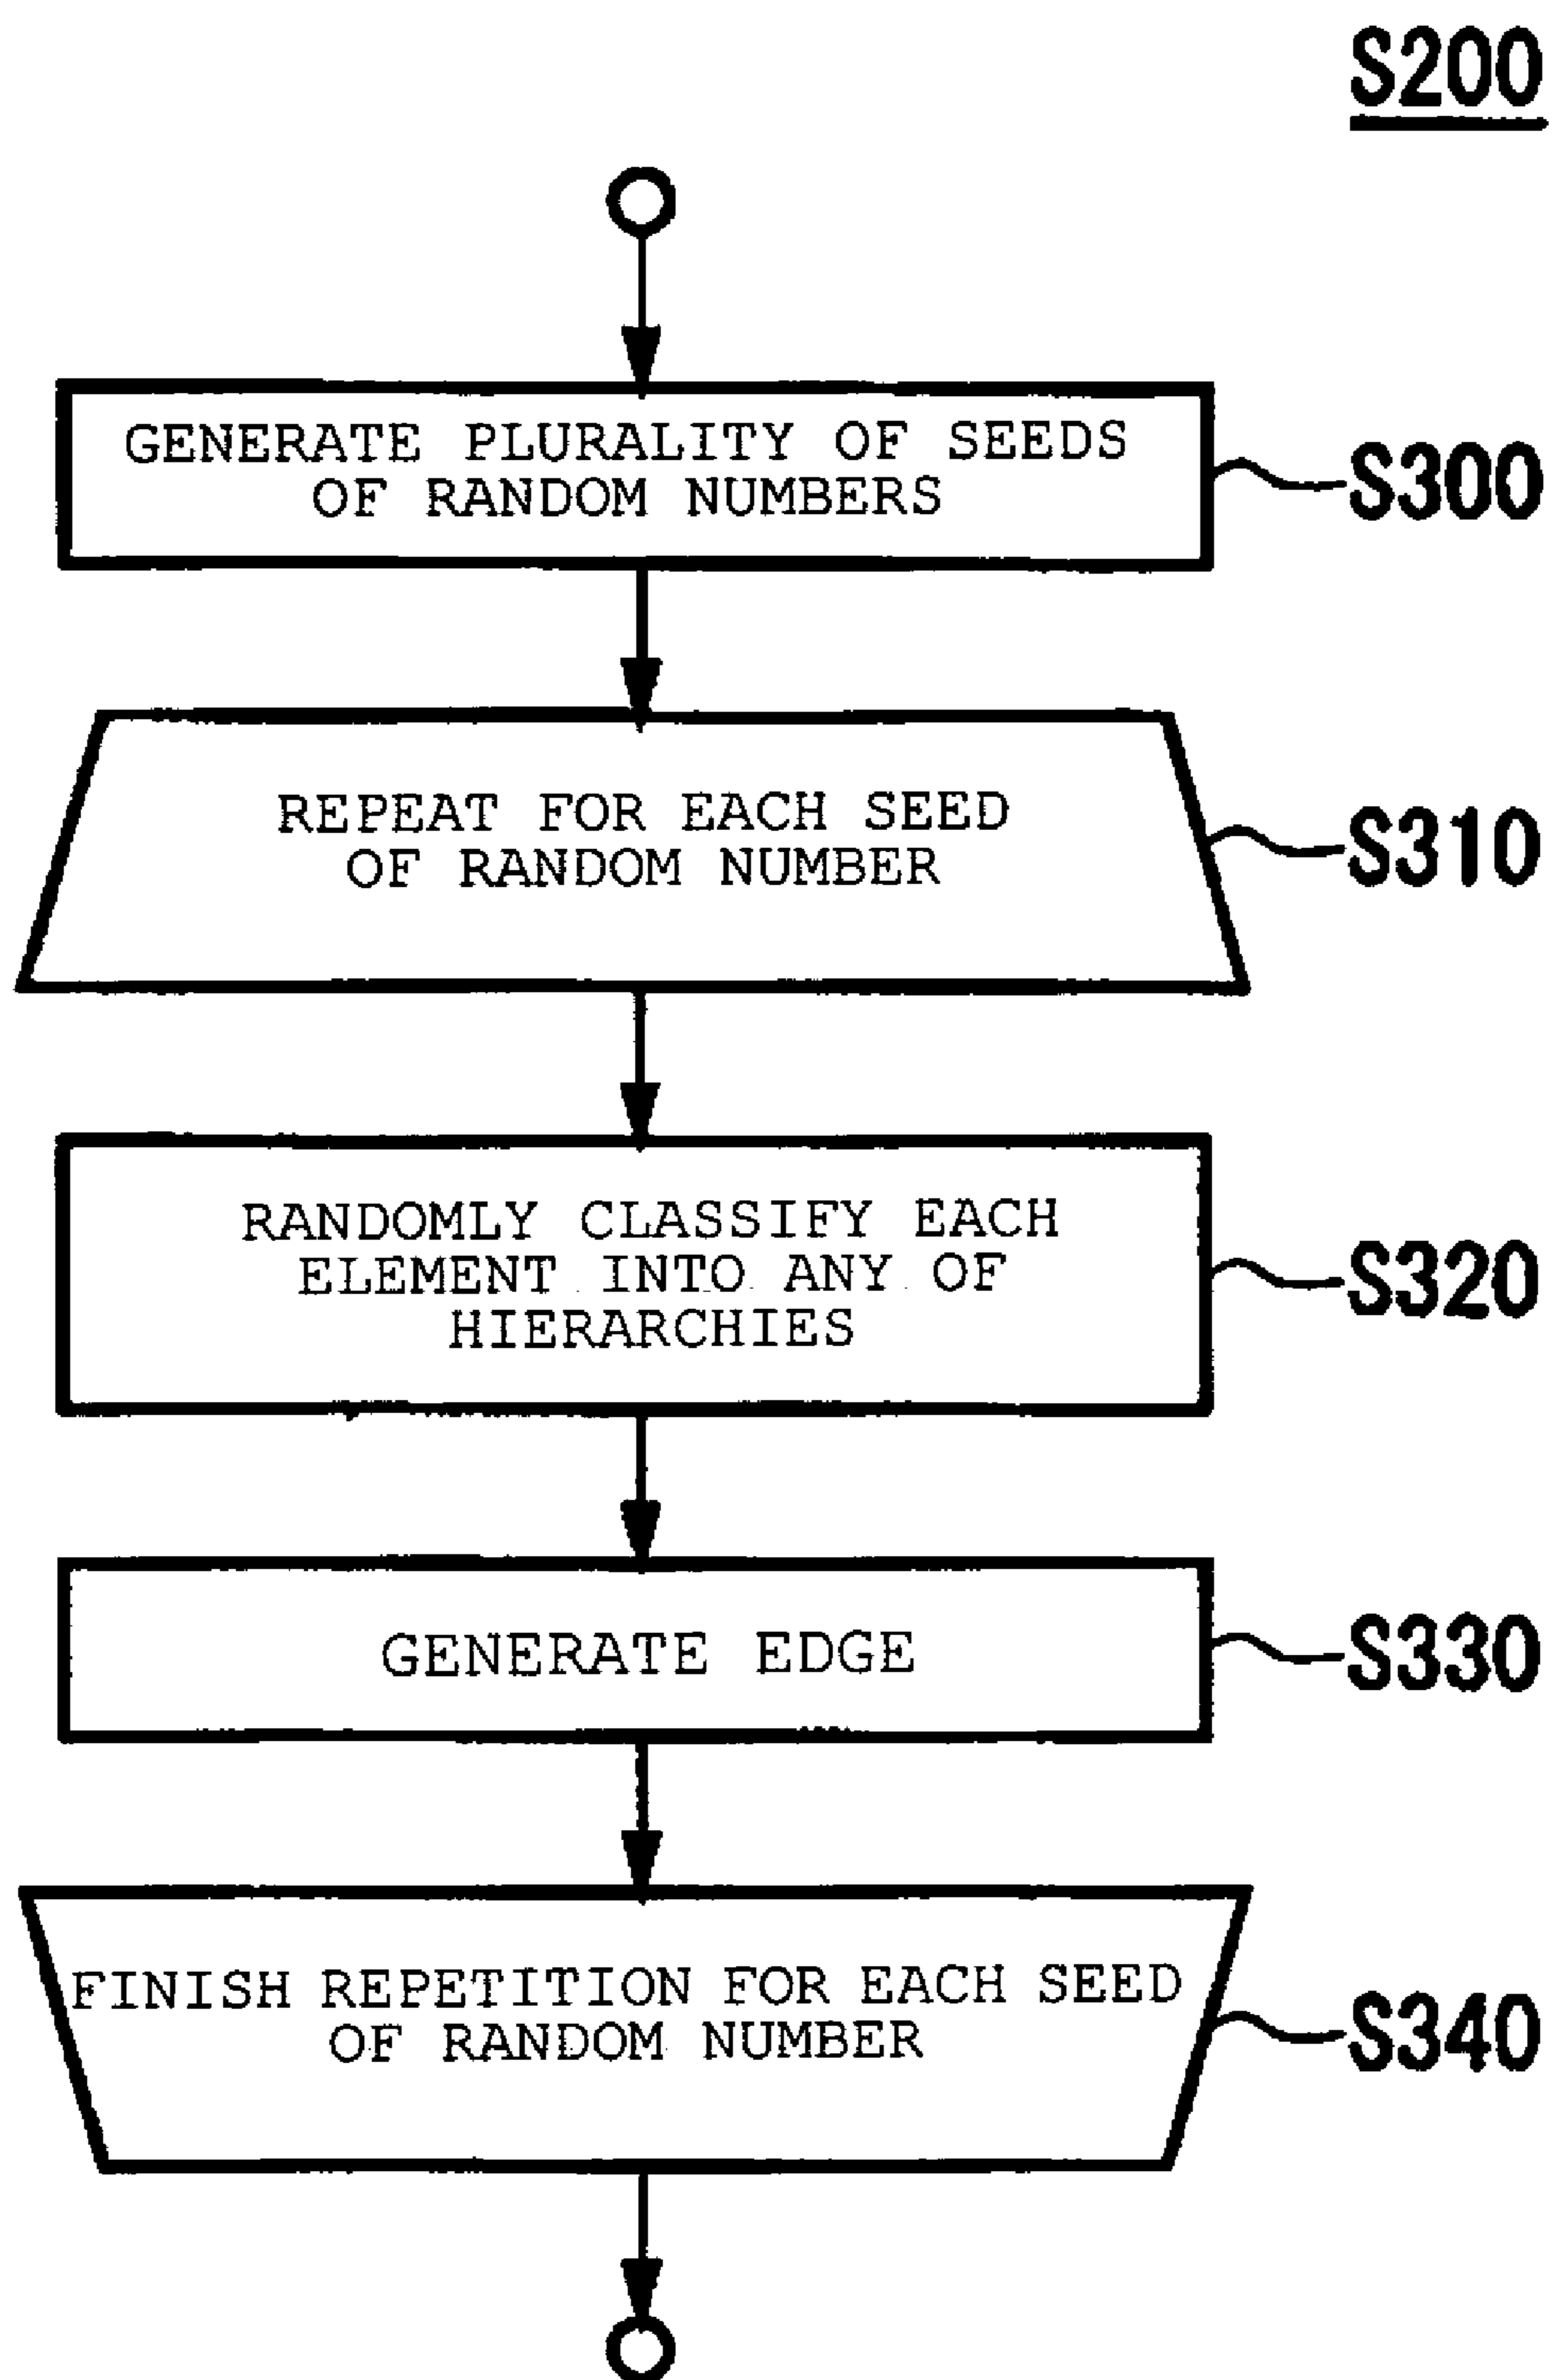 S200
GENERATE PLURALITY OF SEEDS
OF RANDOM NUMBERS
S300
REPEAT FOR EACH SEED
OF RANDOM NUMBER
S310
RANDOMLY CLASSIFY EACH
ELEMENT INTO ANY OF
HIERARCHIES
S320
GENERATE EDGE
S330
FINISH REPETITION FOR EACH SEED
OF RANDOM NUMBER
S340